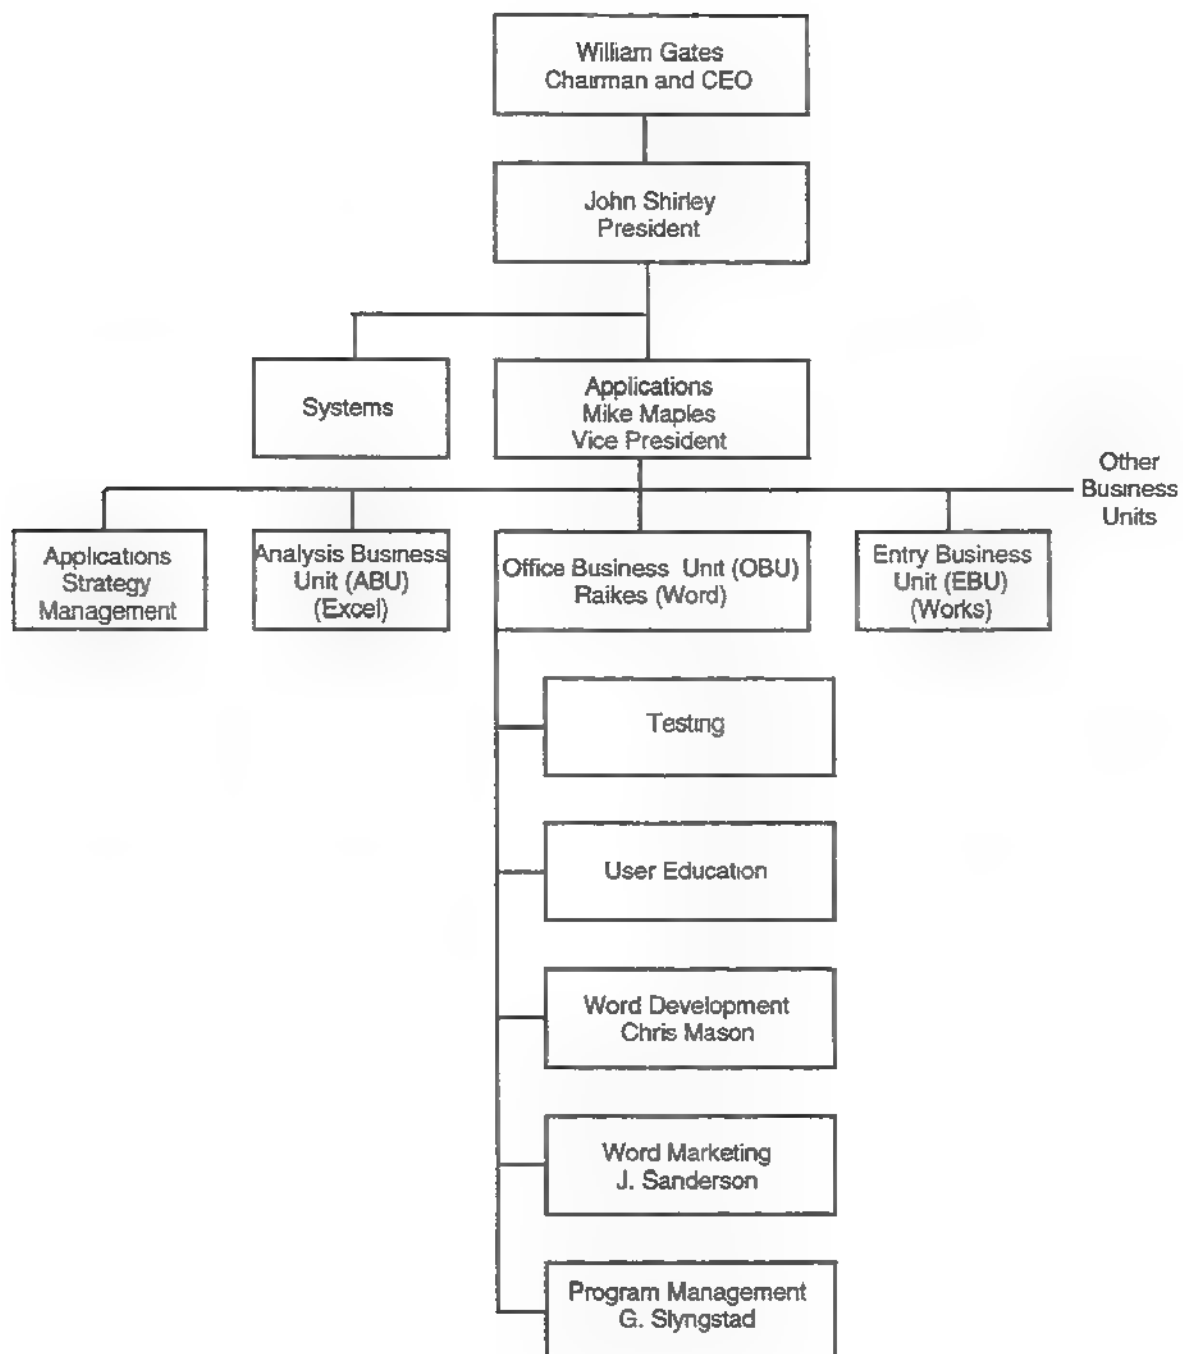 William Gates
Chairman and CEO
John Shirley
President
Systems
Applications
Mike Maples
Vice President
Other
Business
Units
Applications
Strategy
Management
Analysis Business
Unit (ABU)
(Excel)
Office Business Unit (OBU)
Raikes (Word)
Entry Business
Unit (EBU)
(Works)
Testing
User Education
Word Development
Chris Mason
Word Marketing
J. Sanderson
Program Management
G. Slyngstad